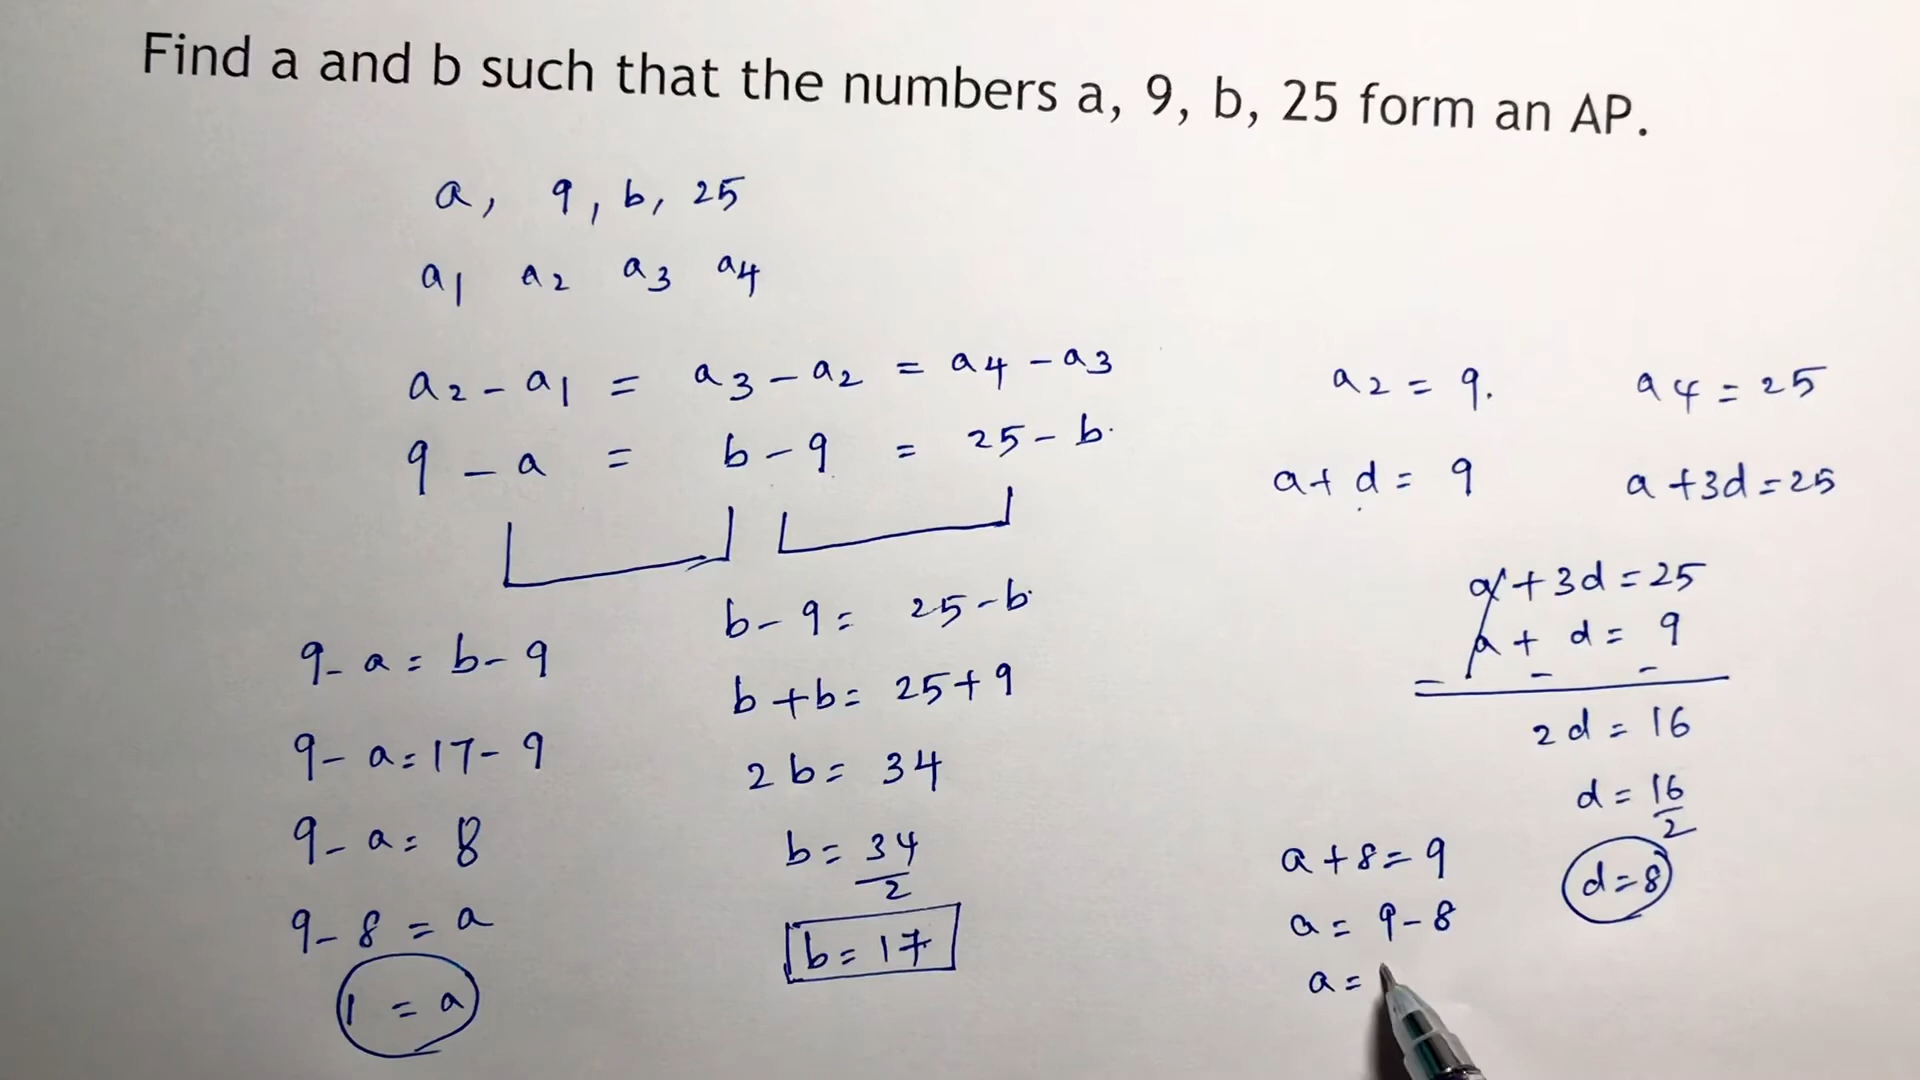 Find a and b such that the numbers a, 9, b, 25 form an AP.
a, 9, b, 25
a1 a2 a3 a4
a2 - a1 = a3 - a2 = a4 - a3
9 - a = b - 9 = 25 - b.
9 - a = b - 9
9 - a = 17 - 9
9 - a = 8
9 - 8 = a
1 = a
b - 9 = 25 - b.
b + b = 25 + 9
2b = 34
b = 34/2
b = 17
a2 = 9.
a + d = 9
a4 = 25
a + 3d = 25
a + 3d = 25
a + d = 9
- - -
2d = 16
d = 16/2
d = 8
a + 8 = 9
a = 9 - 8
a =